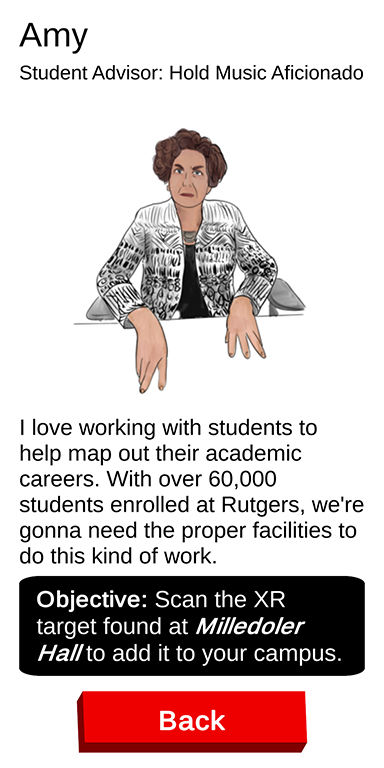 Amy
Student Advisor: Hold Music Aficionado
I love working with students to
help map out their academic
careers. With over 60,000
students enrolled at Rutgers, we're
gonna need the proper facilities to
do this kind of work.
Objective: Scan the XR
target found at Milledoler
Hall to add it to your campus.
Back